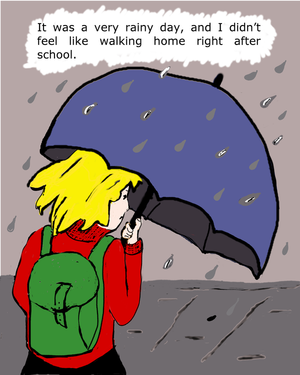 It was a very rainy day, and I didn't
feel like walking home right after
school.